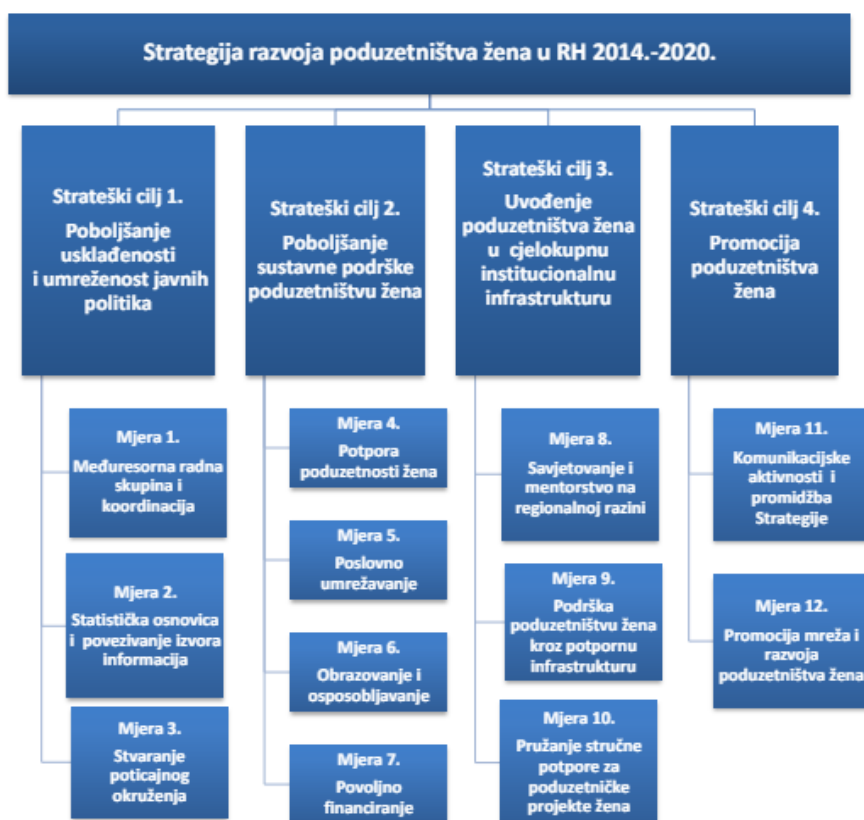 Strategija razvoja poduzetništva žena u RH 2014.-2020.
Strateški cilj 1.
Poboljšanje
usklađenosti
i umreženost javnih
politika
Mjera 1.
Međuresorna radna
skupina i
koordinacija
Mjera 2.
Statistička osnovica
i povezivanje izvora
informacija
Mjera 3.
Stvaranje
poticajnog
okruženja
Strateški cilj 2.
Poboljšanje
sustavne podrške
poduzetništvu žena
Mjera 4.
Potpora
poduzetnosti žena
Mjera 5.
Poslovno
umrežavanje
Mjera 6.
Obrazovanje i
osposobljavanje
Mjera 7.
Povoljno
financiranje
Strateški cilj 3.
Uvođenje
poduzetništva žena
u cjelokupnu
institucionalnu
infrastrukturu
Mjera 8.
Savjetovanje i
mentorstvo na
regionalnoj razini
Mjera 9.
Podrška
poduzetništvu žena
kroz potpornu
infrastrukturu
Mjera 10.
Pružanje stručne
potpore za
poduzetničke
projekte žena
Strateški cilj 4.
Promocija
poduzetništva
žena
Mjera 11.
Komunikacijske
aktivnosti i
promidžba
Strategije
Mjera 12.
Promocija mreža i
razvoja
poduzetništva žena